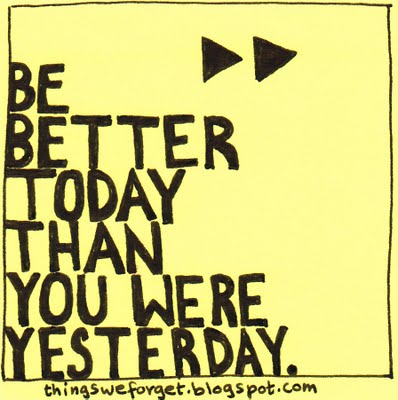 BE
BETTER
TODAY
THAN
YOU WERE
YESTERDAY.
thingsweforget.blogspot.com